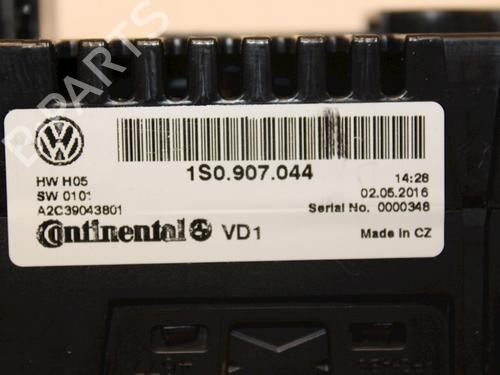 B-PARTS
1S0.907.044
HW H05
SW 0101
A2C39043801
14:28
02.05.2016
Serial No. 0000348
Continental VD1
Made in CZ